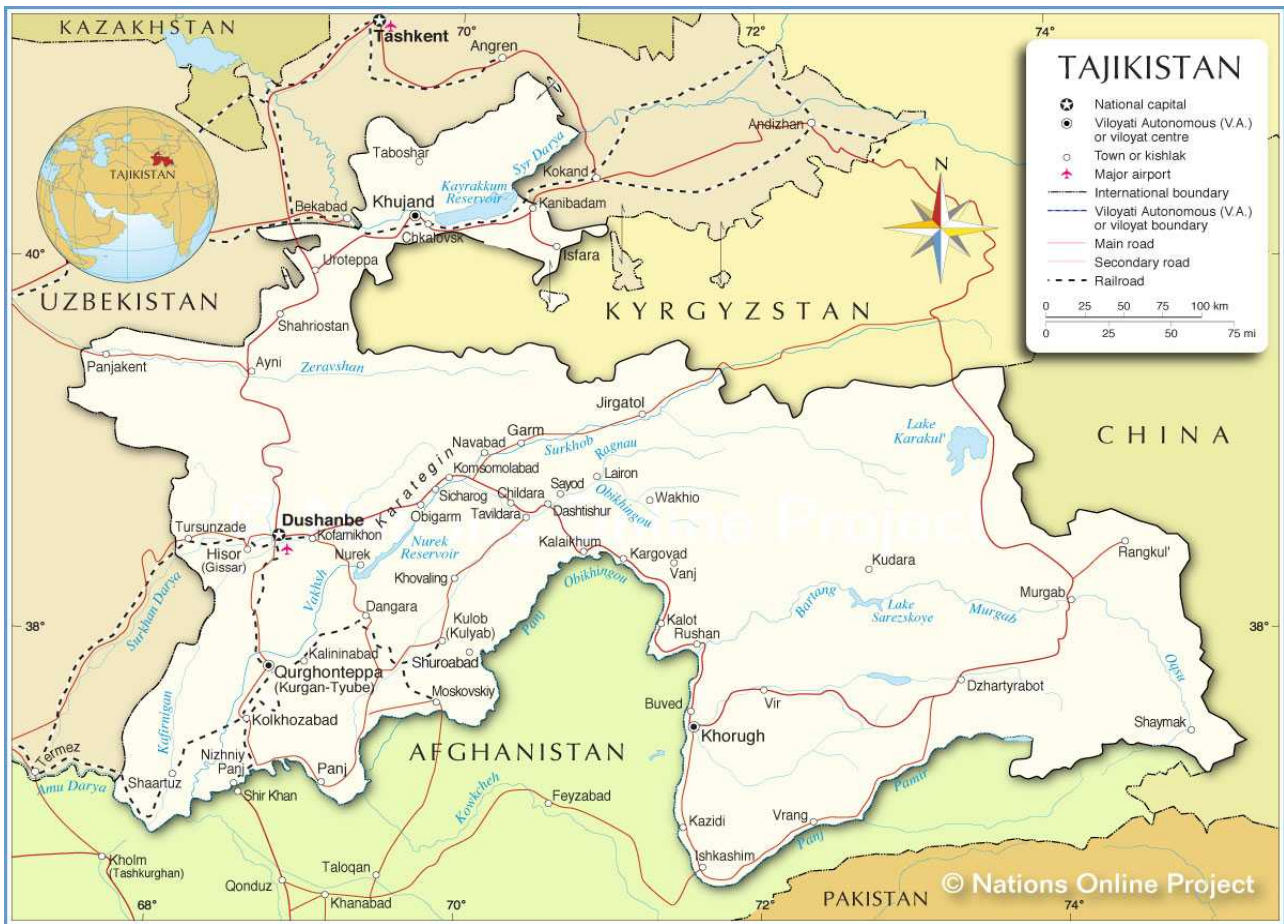 KAZAKHSTAN
Tashkent
70
72
74°
Angren
TAJIKISTAN
National capital
Viloyati Autonomous (V.A.)
or viloyat centre
Town or kishlak
Major airport
International boundary
Viloyati Autonomous (V.A.)
or viloyat boundary
Main road
Secondary road
Railroad
0 25 50 75 100 km
0 25 50 75 mi
TAJIKISTAN
N
Andizhan
Taboshar
Syr Darya
Kokand
Kayrakkum
Reservoir
Khujand
Bekabad
Kanibadam
Chkalovsk
40°
Isfara
Uroteppa
UZBEKISTAN
KYRGYZSTAN
Shahriostan
Panjakent
Ayni
Zeravshan
Jirgatol
Lake
Karakul'
CHINA
Garm
Navabad
Surkhob
Ragnau
Karategin
Komsomolabad
Lairon
Sicharog
Childara
Sayod
Obikhingou
Wakhio
Obigarm
Tavildara
Dashtishur
© Nations Online Project
Tursunzade
Dushanbe
Kofarnikhon
Nurek
Reservoir
Hisor
(Gissar)
Nurek
Kalaikhum
Kargovad
Vanj
Rangkul'
Kudara
Khovaling
Obikhingou
Vakhsh
Surkhan Darya
Dangara
Kulob
(Kulyab)
Panj
Bartang
Lake
Sarezskoye
Murgab
Murgab
38°
38°
Kalot
Rushan
Kalininabad
Shuroabad
Qurghonteppa
(Kurgan-Tyube)
Oqsu
Moskovskiy
Dzhartyrabot
Vir
Buved
Kafirnigan
Kolkhozabad
Khorugh
Shaymak
AFGHANISTAN
Termez
Nizhniy
Panj
Panj
Shaartuz
Amu Darya
Shir Khan
Kowkcheh
Feyzabad
Pamir
Vrang
Panj
Kazidi
Ishkashim
Kholm
(Tashkurghan)
Taloqan
Qonduz
Khanabad
PAKISTAN
© Nations Online Project
68°
70
72
74°